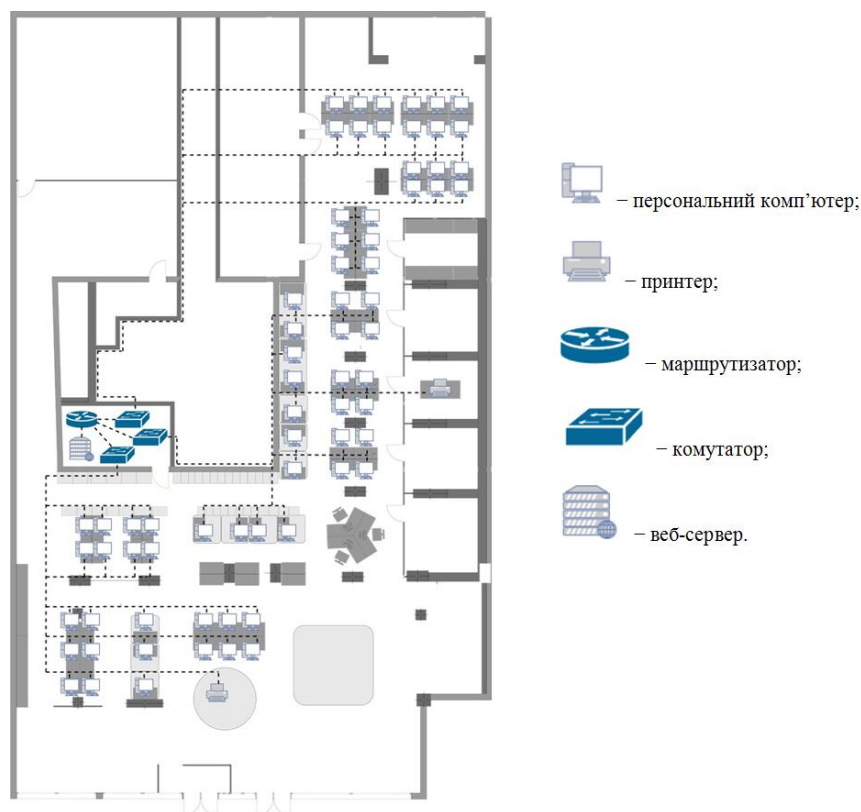 – персональний комп’ютер;
– принтер;
– маршрутизатор;
– комутатор;
– веб-сервер.